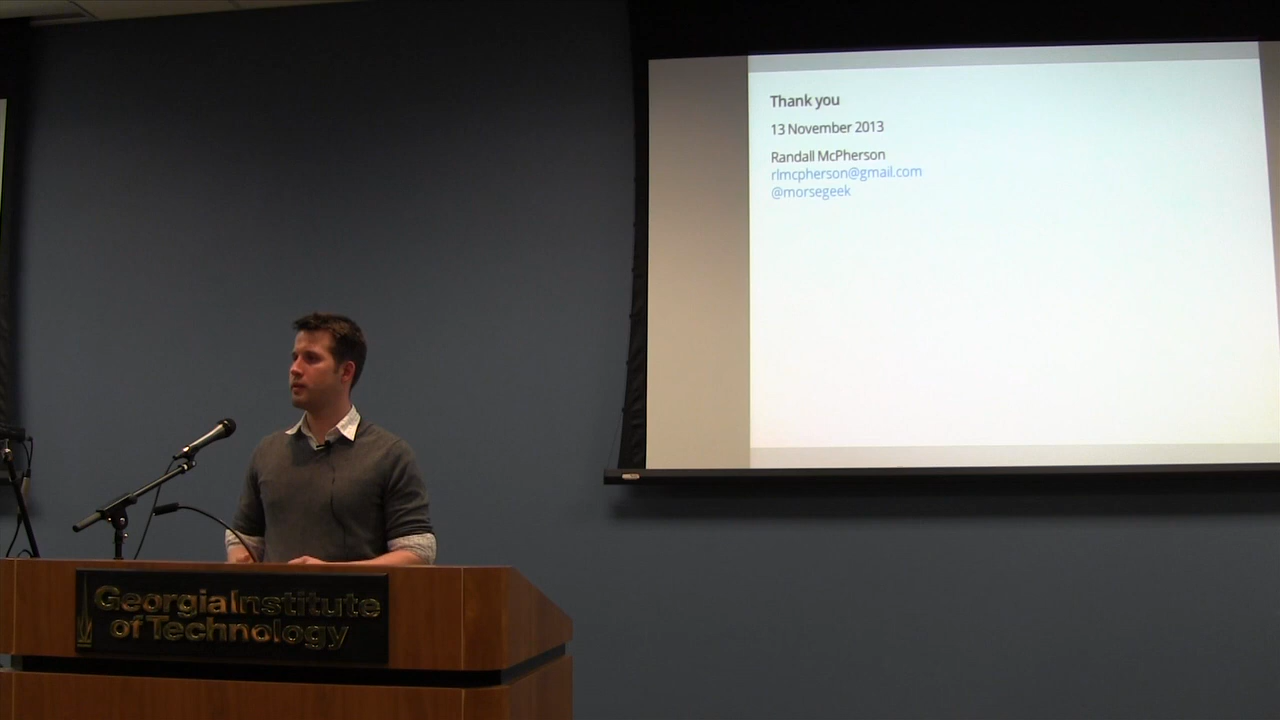 Thank you
13 November 2013
Randall McPherson
rlmcpherson@gmail.com
@morsegeek
Georgia Institute
of Technology